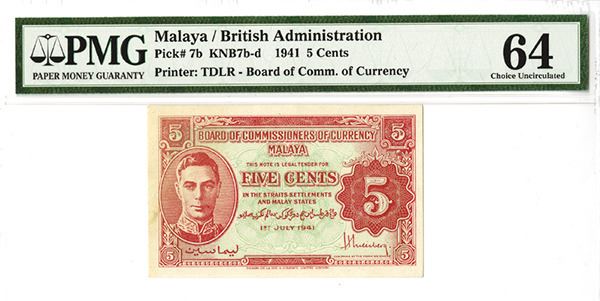 PMG
PAPER MONEY GUARANTY
Malaya / British Administration
Pick# 7b KNB7b-d 1941 5 Cents
Printer: TDLR - Board of Comm. of Currency
64
Choice Uncirculated
5
5
BOARD OF COMMISSIONERS OF CURRENCY
MALAYA
THIS NOTE IS LEGAL TENDER FOR
FIVE CENTS
5
IN THE STRAITS SETTLEMENTS
AND MALAY STATES
1ST JULY 1941
ليما سين
5
5